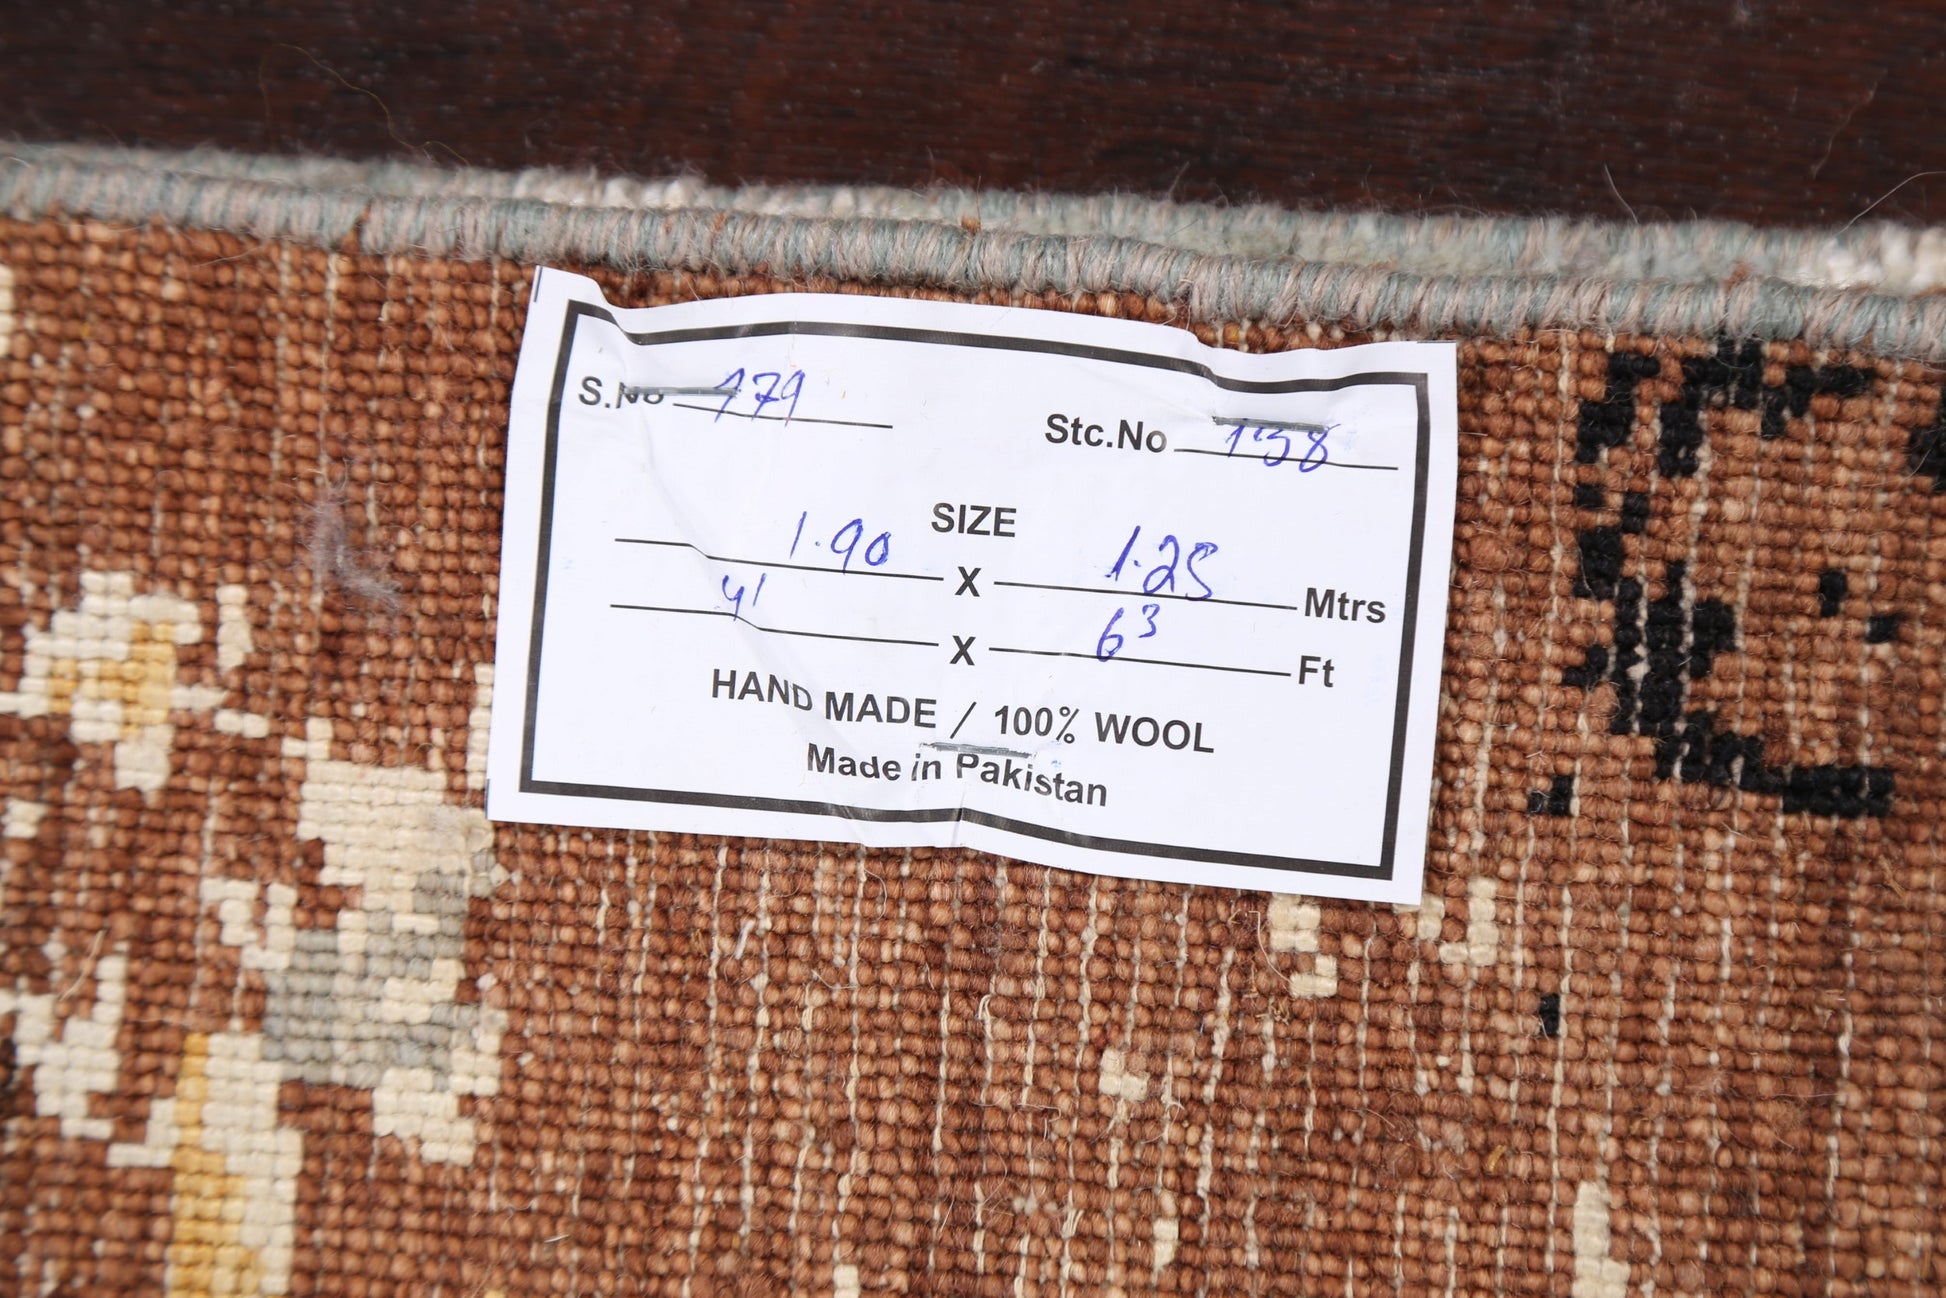 S.No 179
Stc.No 138
SIZE
1.90 X 1.25 Mtrs
4' X 6³ Ft
HAND MADE / 100% WOOL
Made in Pakistan